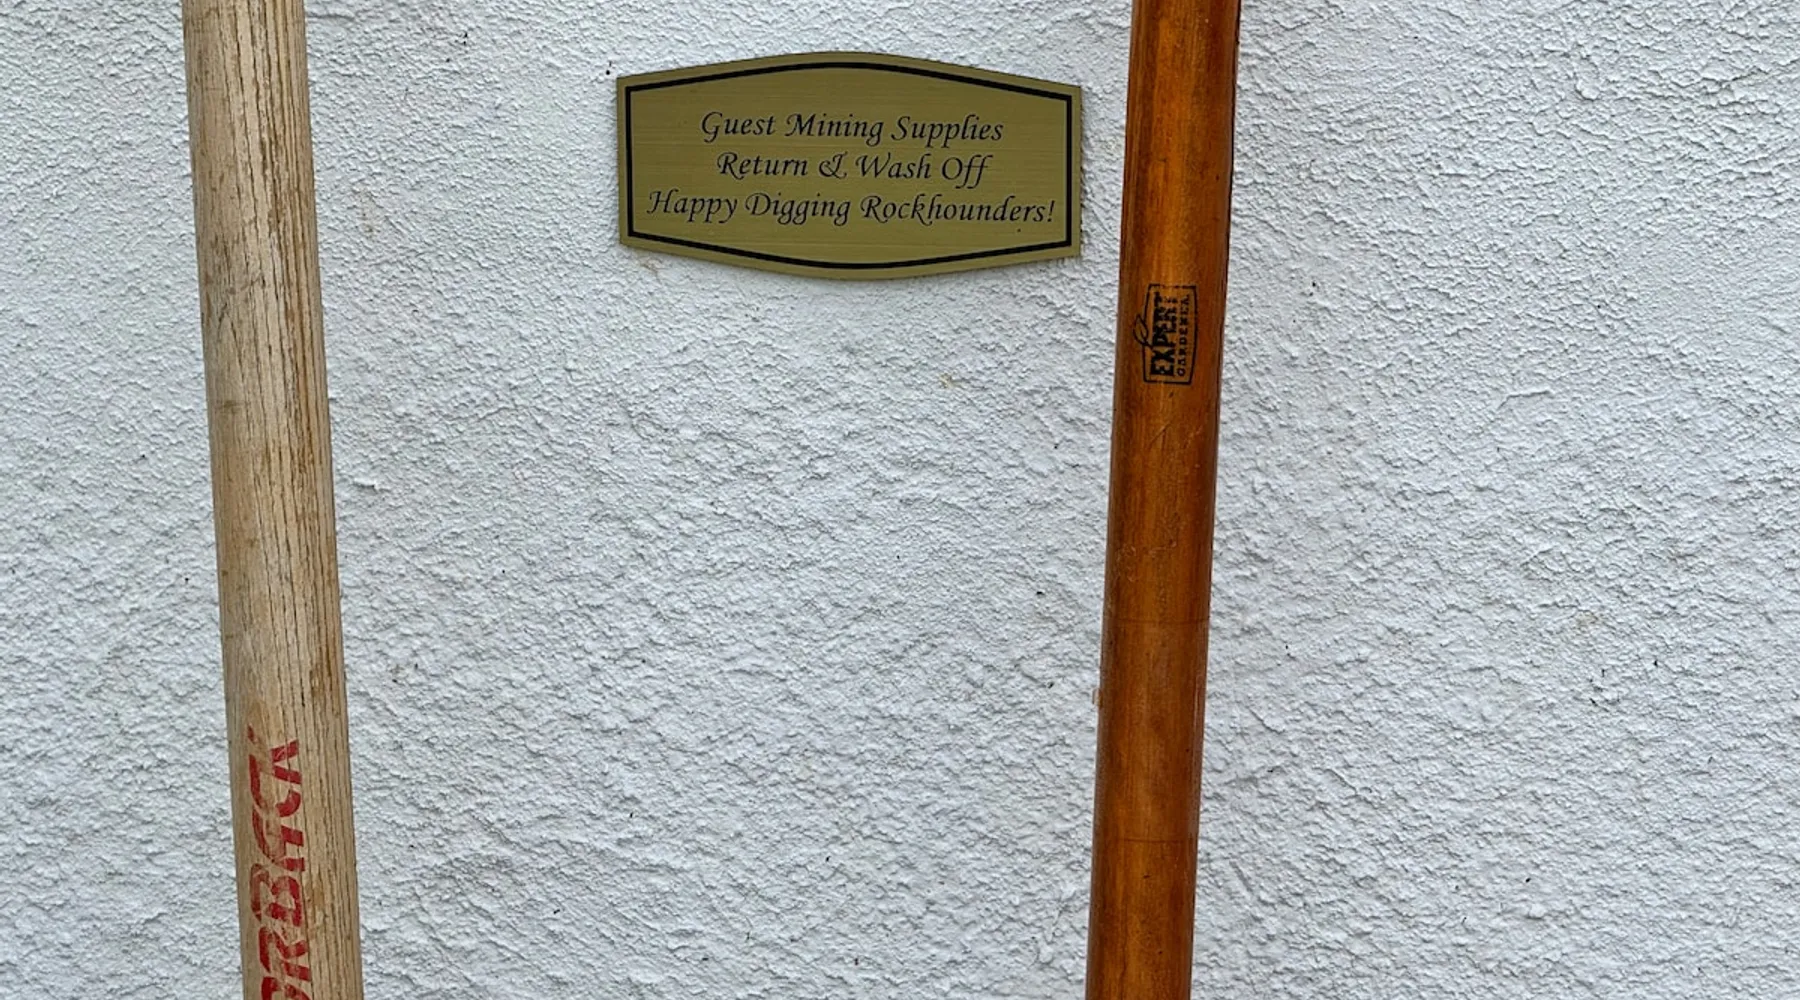 Guest Mining Supplies
Return & Wash Off
Happy Digging Rockhounders!
EXPERT
GARDENER